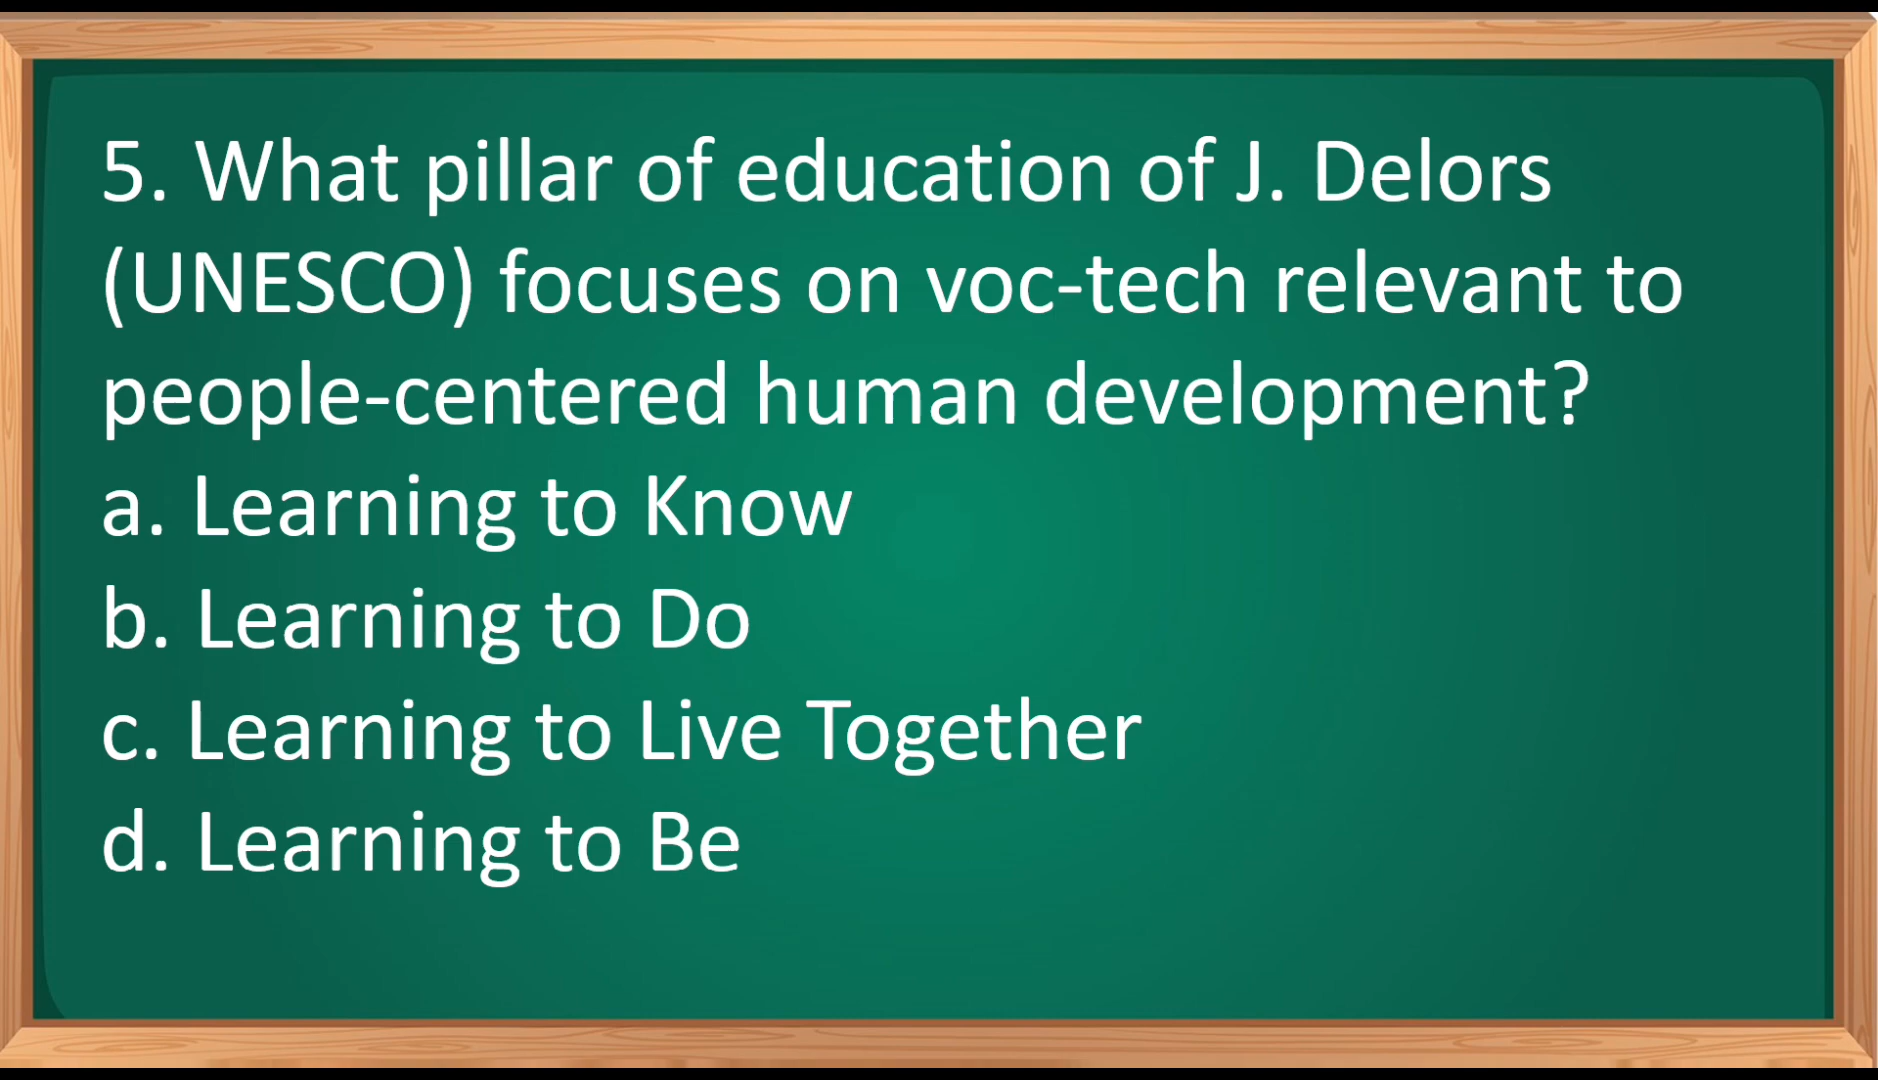 5. What pillar of education of J. Delors
(UNESCO) focuses on voc-tech relevant to
people-centered human development?
a. Learning to Know
b. Learning to Do
c. Learning to Live Together
d. Learning to Be